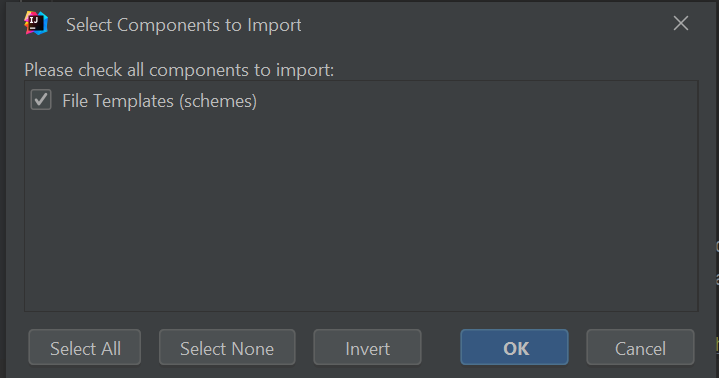 IJ
Select Components to Import
Please check all components to import:
File Templates (schemes)
Select All
Select None
Invert
OK
Cancel